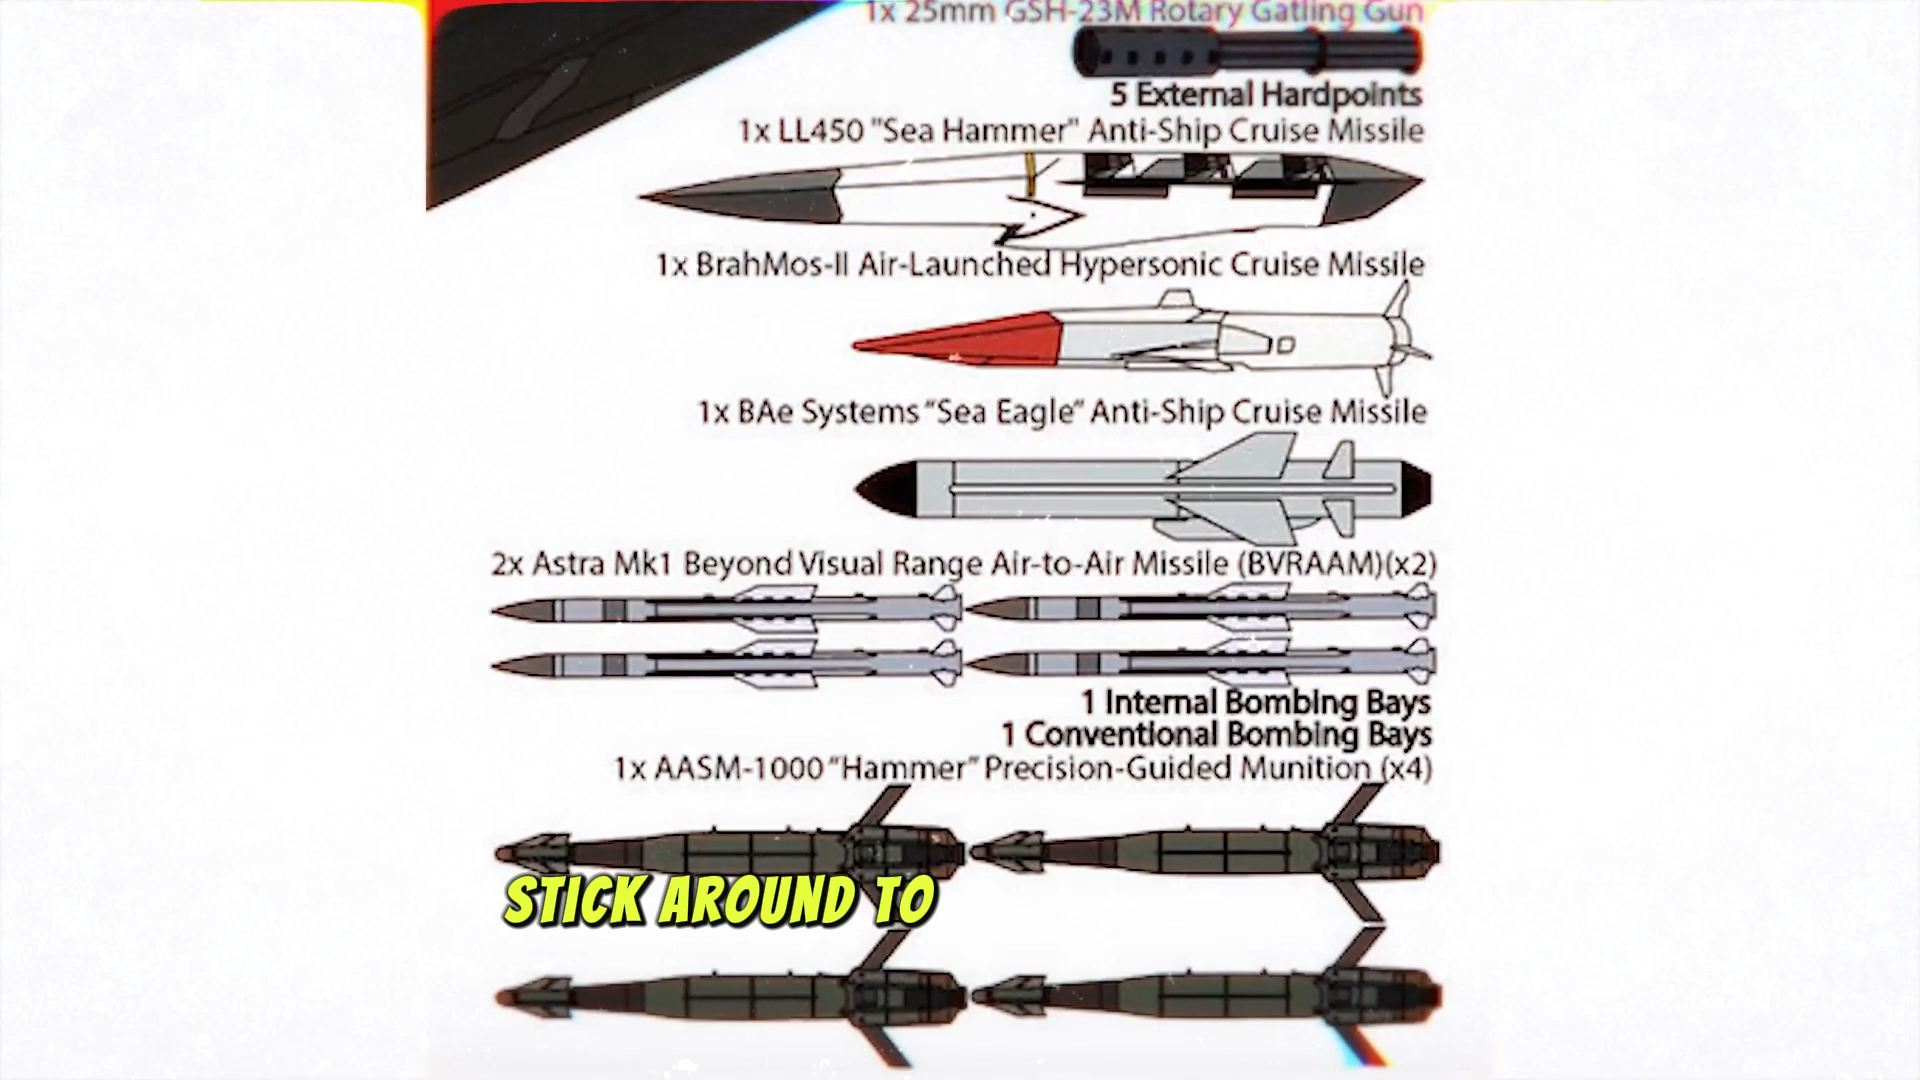 1x 25mm GSH-23M Rotary Gatling Gun
5 External Hardpoints
1x LL450 "Sea Hammer" Anti-Ship Cruise Missile
1x BrahMos-II Air-Launched Hypersonic Cruise Missile
1x BAe Systems “Sea Eagle” Anti-Ship Cruise Missile
2x Astra Mk1 Beyond Visual Range Air-to-Air Missile (BVRAAM)(x2)
1 Internal Bombing Bays
1 Conventional Bombing Bays
1x AASM-1000 “Hammer” Precision-Guided Munition (x4)
STICK AROUND TO